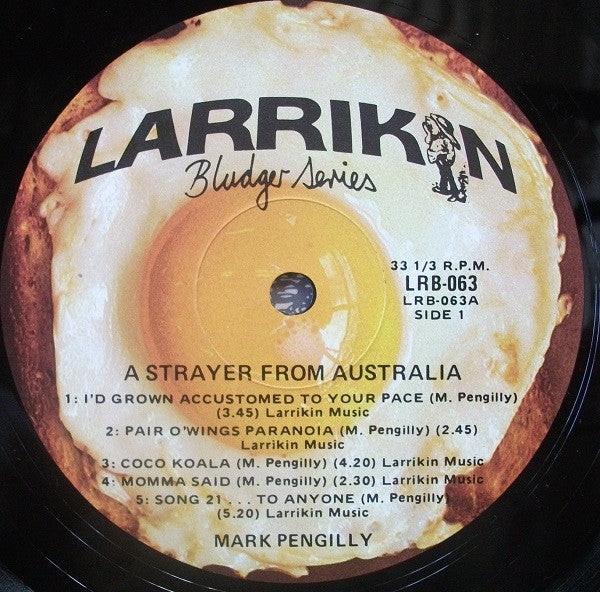 LARRIKIN
Bludger Series
33 1/3 R.P.M.
LRB-063
LRB-063A
SIDE 1
A STRAYER FROM AUSTRALIA
1: I'D GROWN ACCUSTOMED TO YOUR PACE (M. Pengilly)
(3.45) Larrikin Music
2: PAIR O'WINGS PARANOIA (M. Pengilly) (2.45)
Larrikin Music
3: COCO KOALA (M. Pengilly) (4.20) Larrikin Music
4: MOMMA SAID (M. Pengilly) (2.30) Larrikin Music
5: SONG 21 . . . TO ANYONE (M. Pengilly)
(5.20) Larrikin Music
MARK PENGILLY